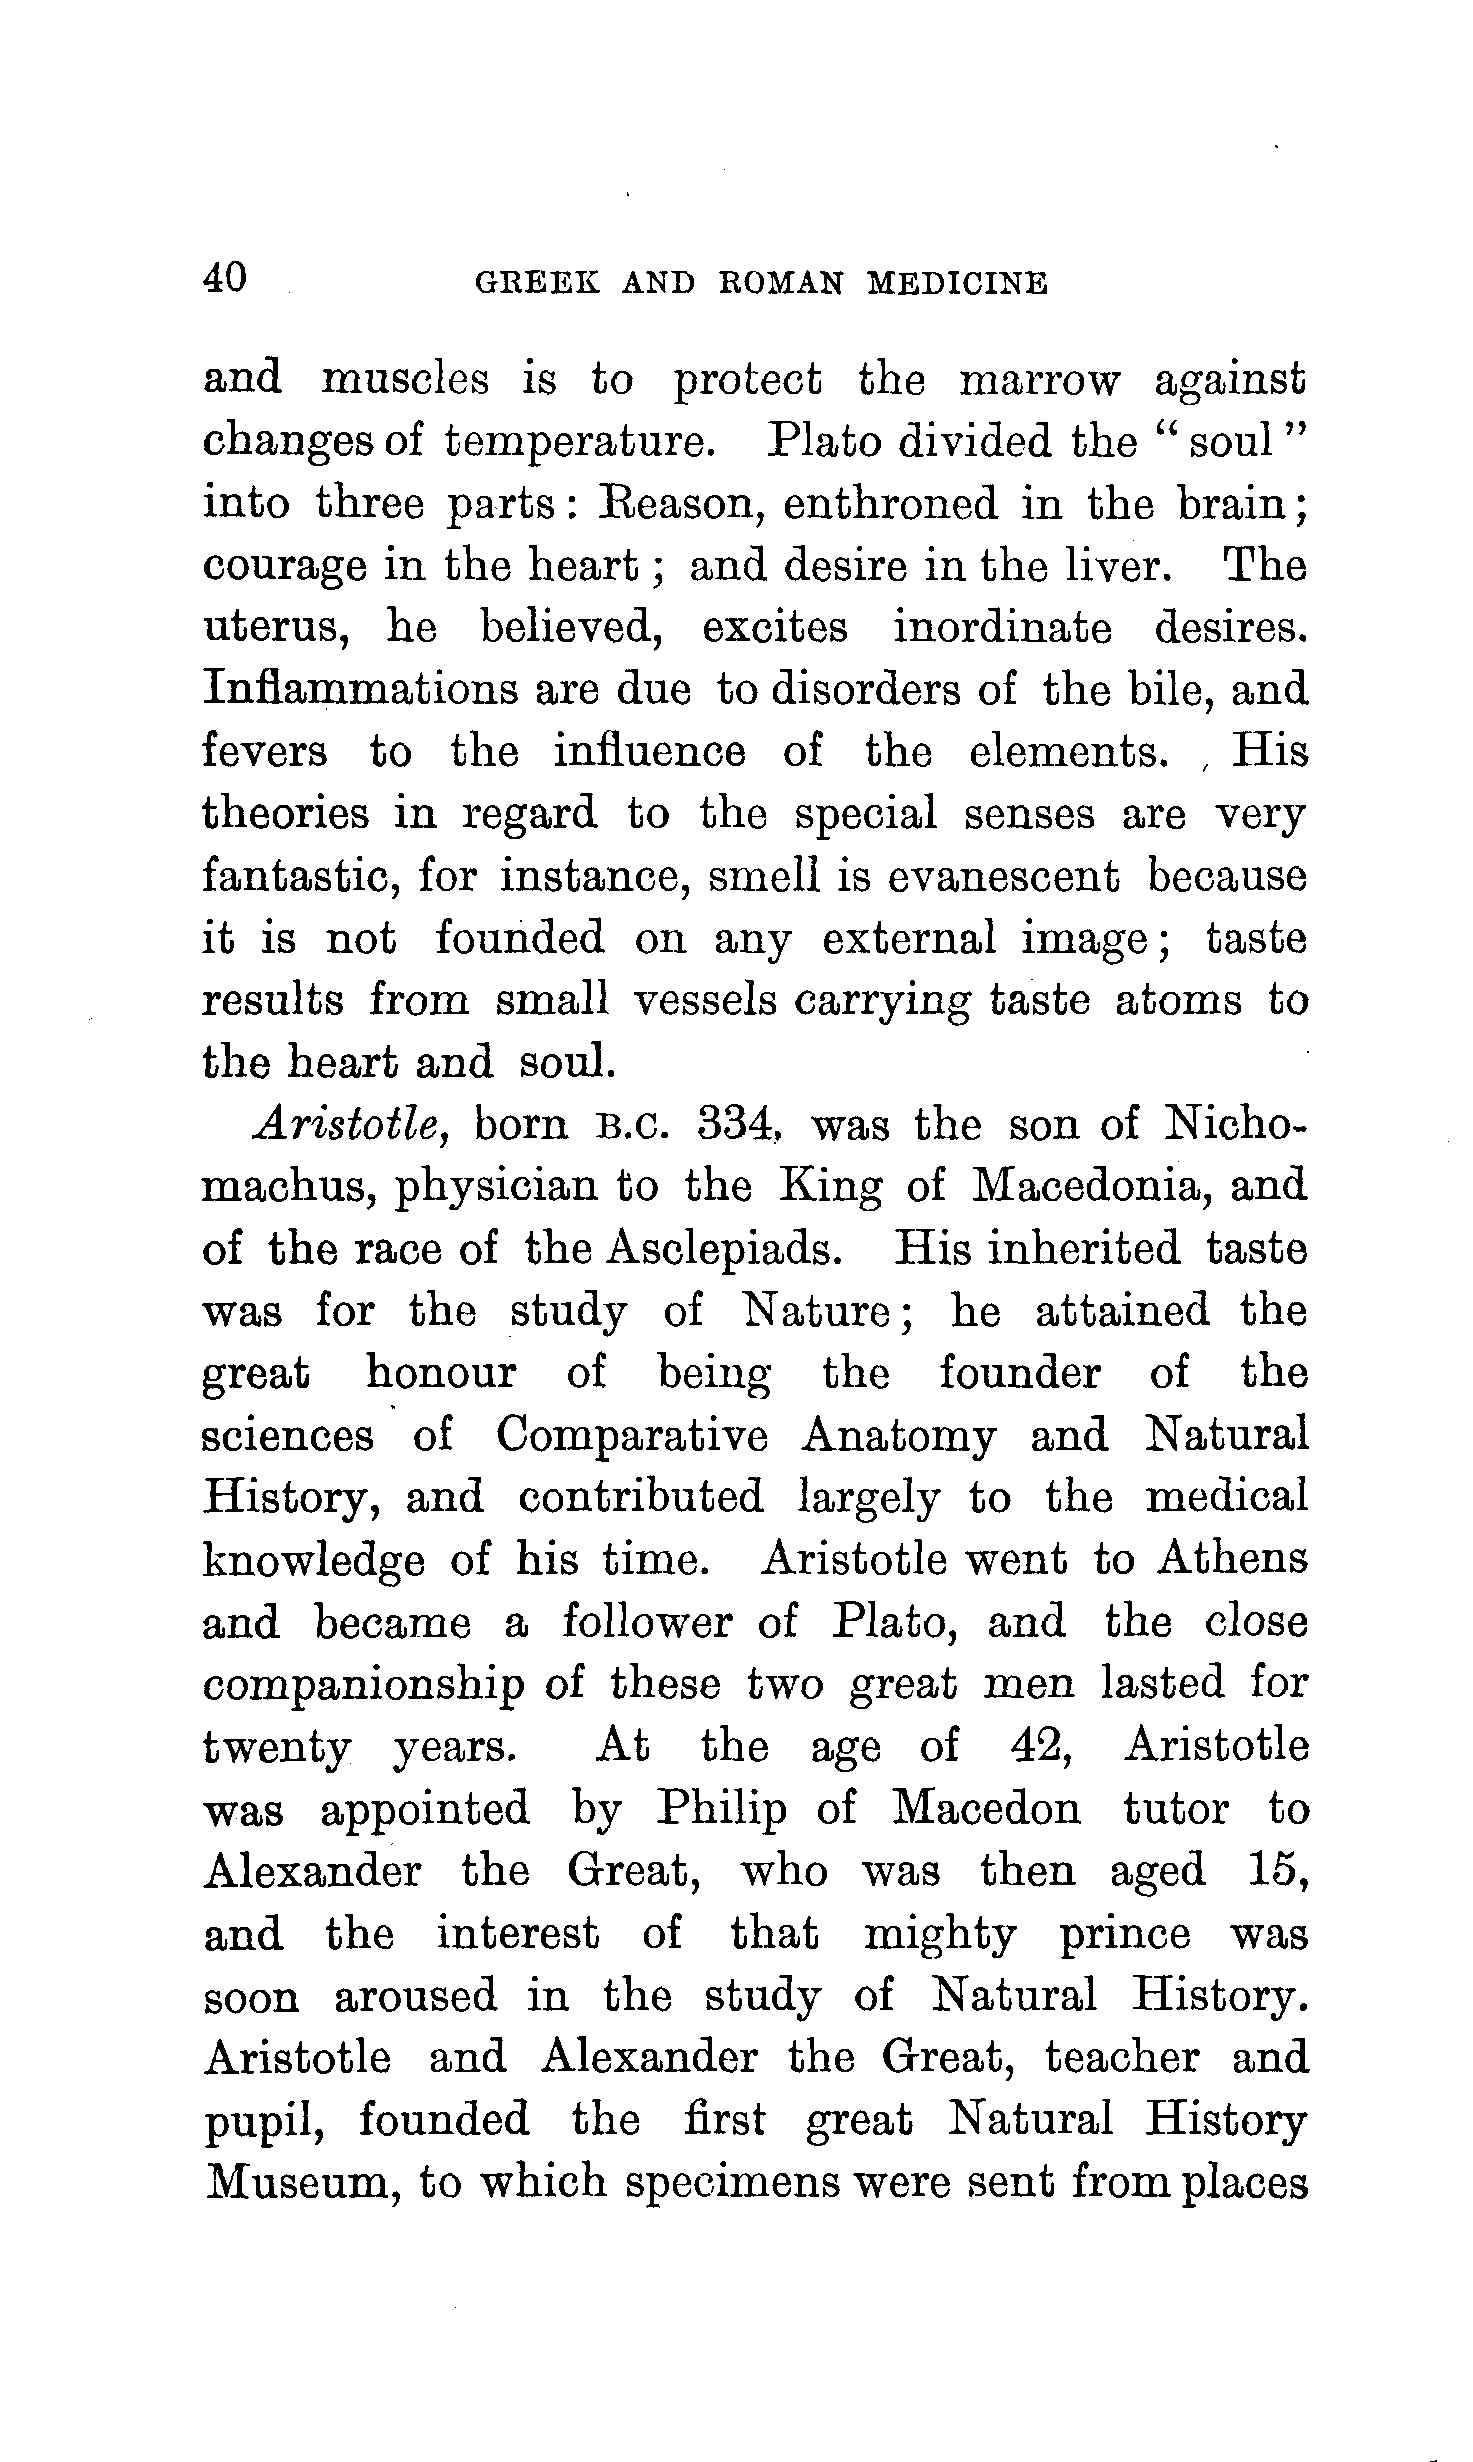 40 GREEK AND ROMAN MEDICINE
and muscles is to protect the marrow against
changes of temperature. Plato divided the “ soul ”
into three parts : Reason, enthroned in the brain ;
courage in the heart ; and desire in the liver. The
uterus, he believed, excites inordinate desires.
Inflammations are due to disorders of the bile, and
fevers to the influence of the elements. His
theories in regard to the special senses are very
fantastic, for instance, smell is evanescent because
it is not founded on any external image ; taste
results from small vessels carrying taste atoms to
the heart and soul.
Aristotle, born B.C. 334, was the son of Nicho-
machus, physician to the King of Macedonia, and
of the race of the Asclepiads. His inherited taste
was for the study of Nature ; he attained the
great honour of being the founder of the
sciences of Comparative Anatomy and Natural
History, and contributed largely to the medical
knowledge of his time. Aristotle went to Athens
and became a follower of Plato, and the close
companionship of these two great men lasted for
twenty years. At the age of 42, Aristotle
was appointed by Philip of Macedon tutor to
Alexander the Great, who was then aged 15,
and the interest of that mighty prince was
soon aroused in the study of Natural History.
Aristotle and Alexander the Great, teacher and
pupil, founded the first great Natural History
Museum, to which specimens were sent from places